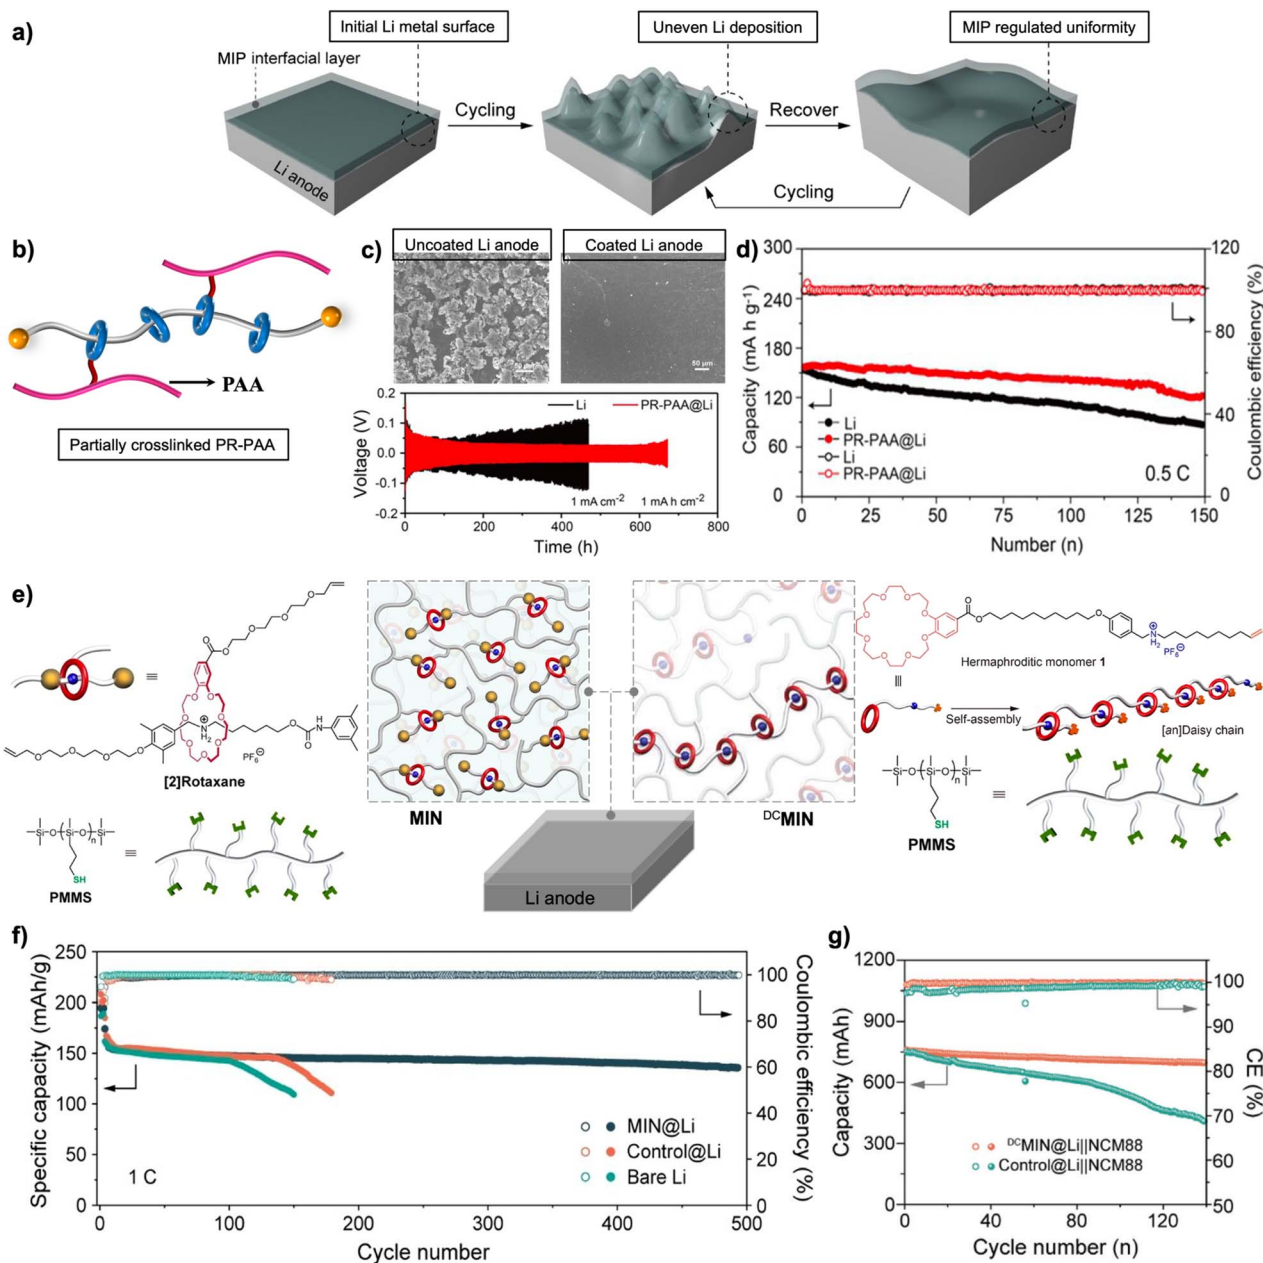 a)
Initial Li metal surface
Uneven Li deposition
MIP regulated uniformity
MIP interfacial layer
Cycling
Recover
Li anode
Cycling
b)
PAA
Partially crosslinked PR-PAA
c)
Uncoated Li anode
Coated Li anode
50 μm
50 μm
Voltage (V)
0.2
0.1
0.0
-0.1
-0.2
Li
PR-PAA@Li
1 mA cm-2
1 mA h cm-2
0
200
400
600
800
Time (h)
d)
Capacity (mA h g-1)
300
240
180
120
60
0
Li
PR-PAA@Li
Li
PR-PAA@Li
0.5 C
120
80
40
0
Coulombic efficiency (%)
0
25
50
75
100
125
150
Number (n)
e)
≡
[2]Rotaxane
PF6⊖
PMMS
SH
≡
MIN
DCMIN
Li anode
Hermaphroditic monomer 1
PF6⊖
Self-assembly
[an]Daisy chain
PMMS
SH
≡
f)
Specific capacity (mAh/g)
250
200
150
100
50
0
1 C
MIN@Li
Control@Li
Bare Li
100
80
60
40
20
0
Coulombic efficiency (%)
0
100
200
300
400
500
Cycle number
g)
Capacity (mAh)
1200
900
600
300
0
DCMIN@Li||NCM88
Control@Li||NCM88
100
90
80
70
60
50
CE (%)
0
40
80
120
Cycle number (n)